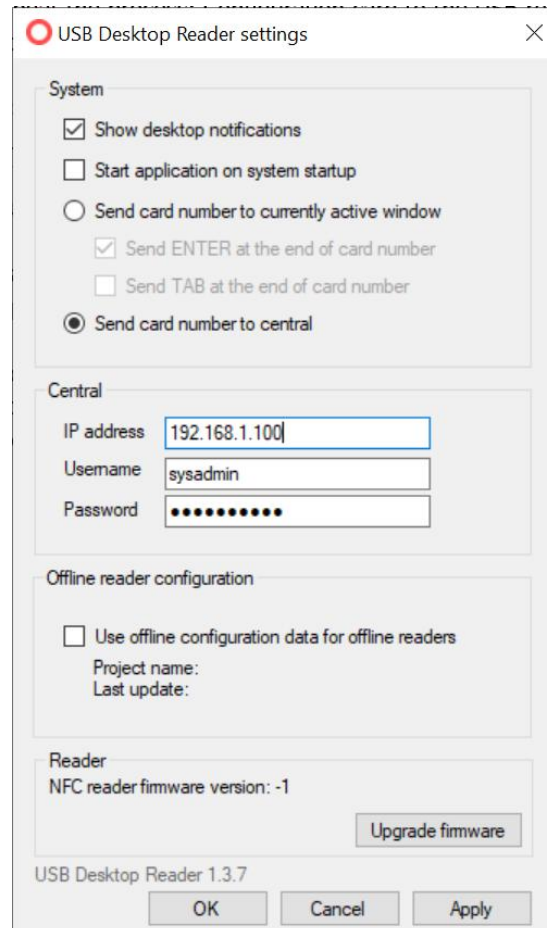 USB Desktop Reader settings
System
Show desktop notifications
Start application on system startup
Send card number to currently active window
Send ENTER at the end of card number
Send TAB at the end of card number
Send card number to central
Central
IP address 192.168.1.100
Username sysadmin
Password ●●●●●●●●●●
Offline reader configuration
Use offline configuration data for offline readers
Project name:
Last update:
Reader
NFC reader firmware version: -1
Upgrade firmware
USB Desktop Reader 1.3.7
OK Cancel Apply